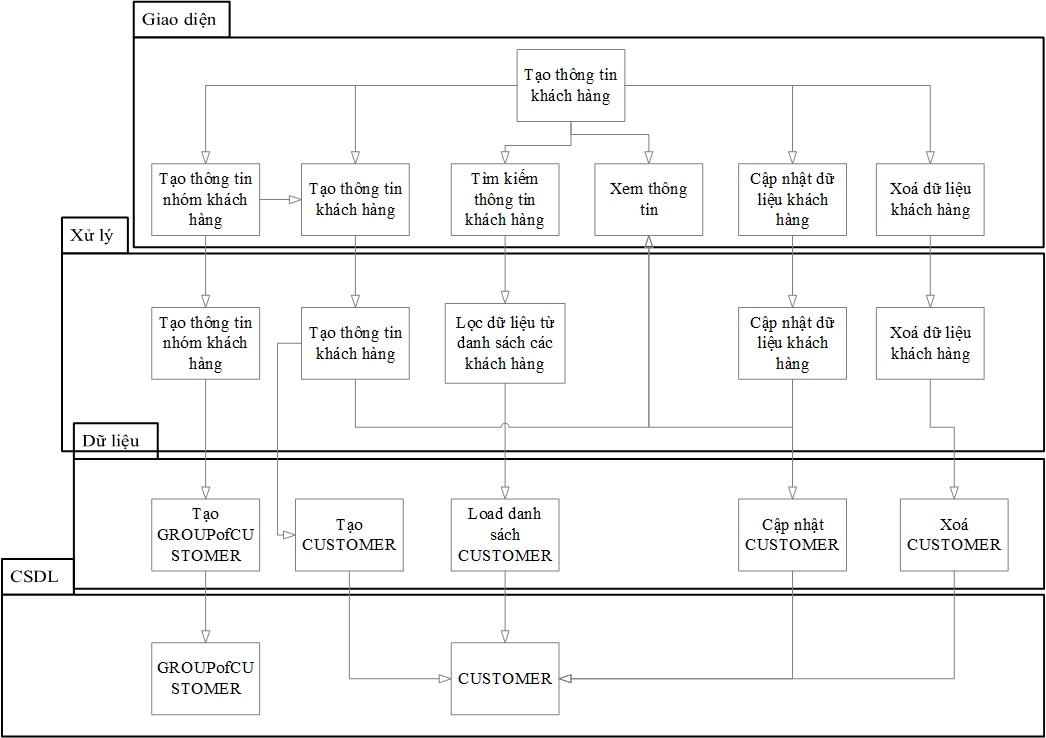 Giao diện
Tạo thông tin
khách hàng
Tạo thông tin
nhóm khách
hàng
Tạo thông tin
khách hàng
Tìm kiếm
thông tin
khách hàng
Xem thông
tin
Cập nhật dữ
liệu khách
hàng
Xoá dữ liệu
khách hàng
Xử lý
Tạo thông tin
nhóm khách
hàng
Tạo thông tin
khách hàng
Lọc dữ liệu từ
danh sách các
khách hàng
Cập nhật dữ
liệu khách
hàng
Xoá dữ liệu
khách hàng
Dữ liệu
Tạo
GROUPofCU
STOMER
Tạo
CUSTOMER
Load danh
sách
CUSTOMER
Cập nhật
CUSTOMER
Xoá
CUSTOMER
CSDL
GROUPofCU
STOMER
CUSTOMER